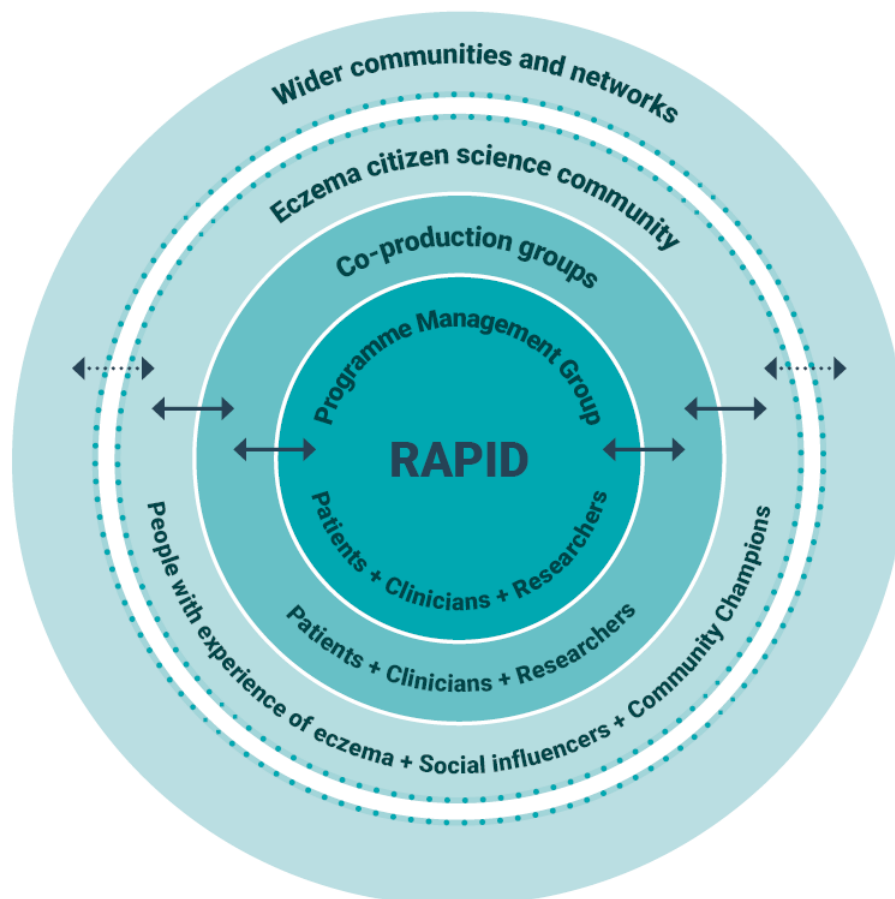 Wider communities and networks
Eczema citizen science community
Co-production groups
Programme Management Group
RAPID
Patients + Clinicians + Researchers
Patients + Clinicians + Researchers
People with experience of eczema + Social influencers + Community Champions